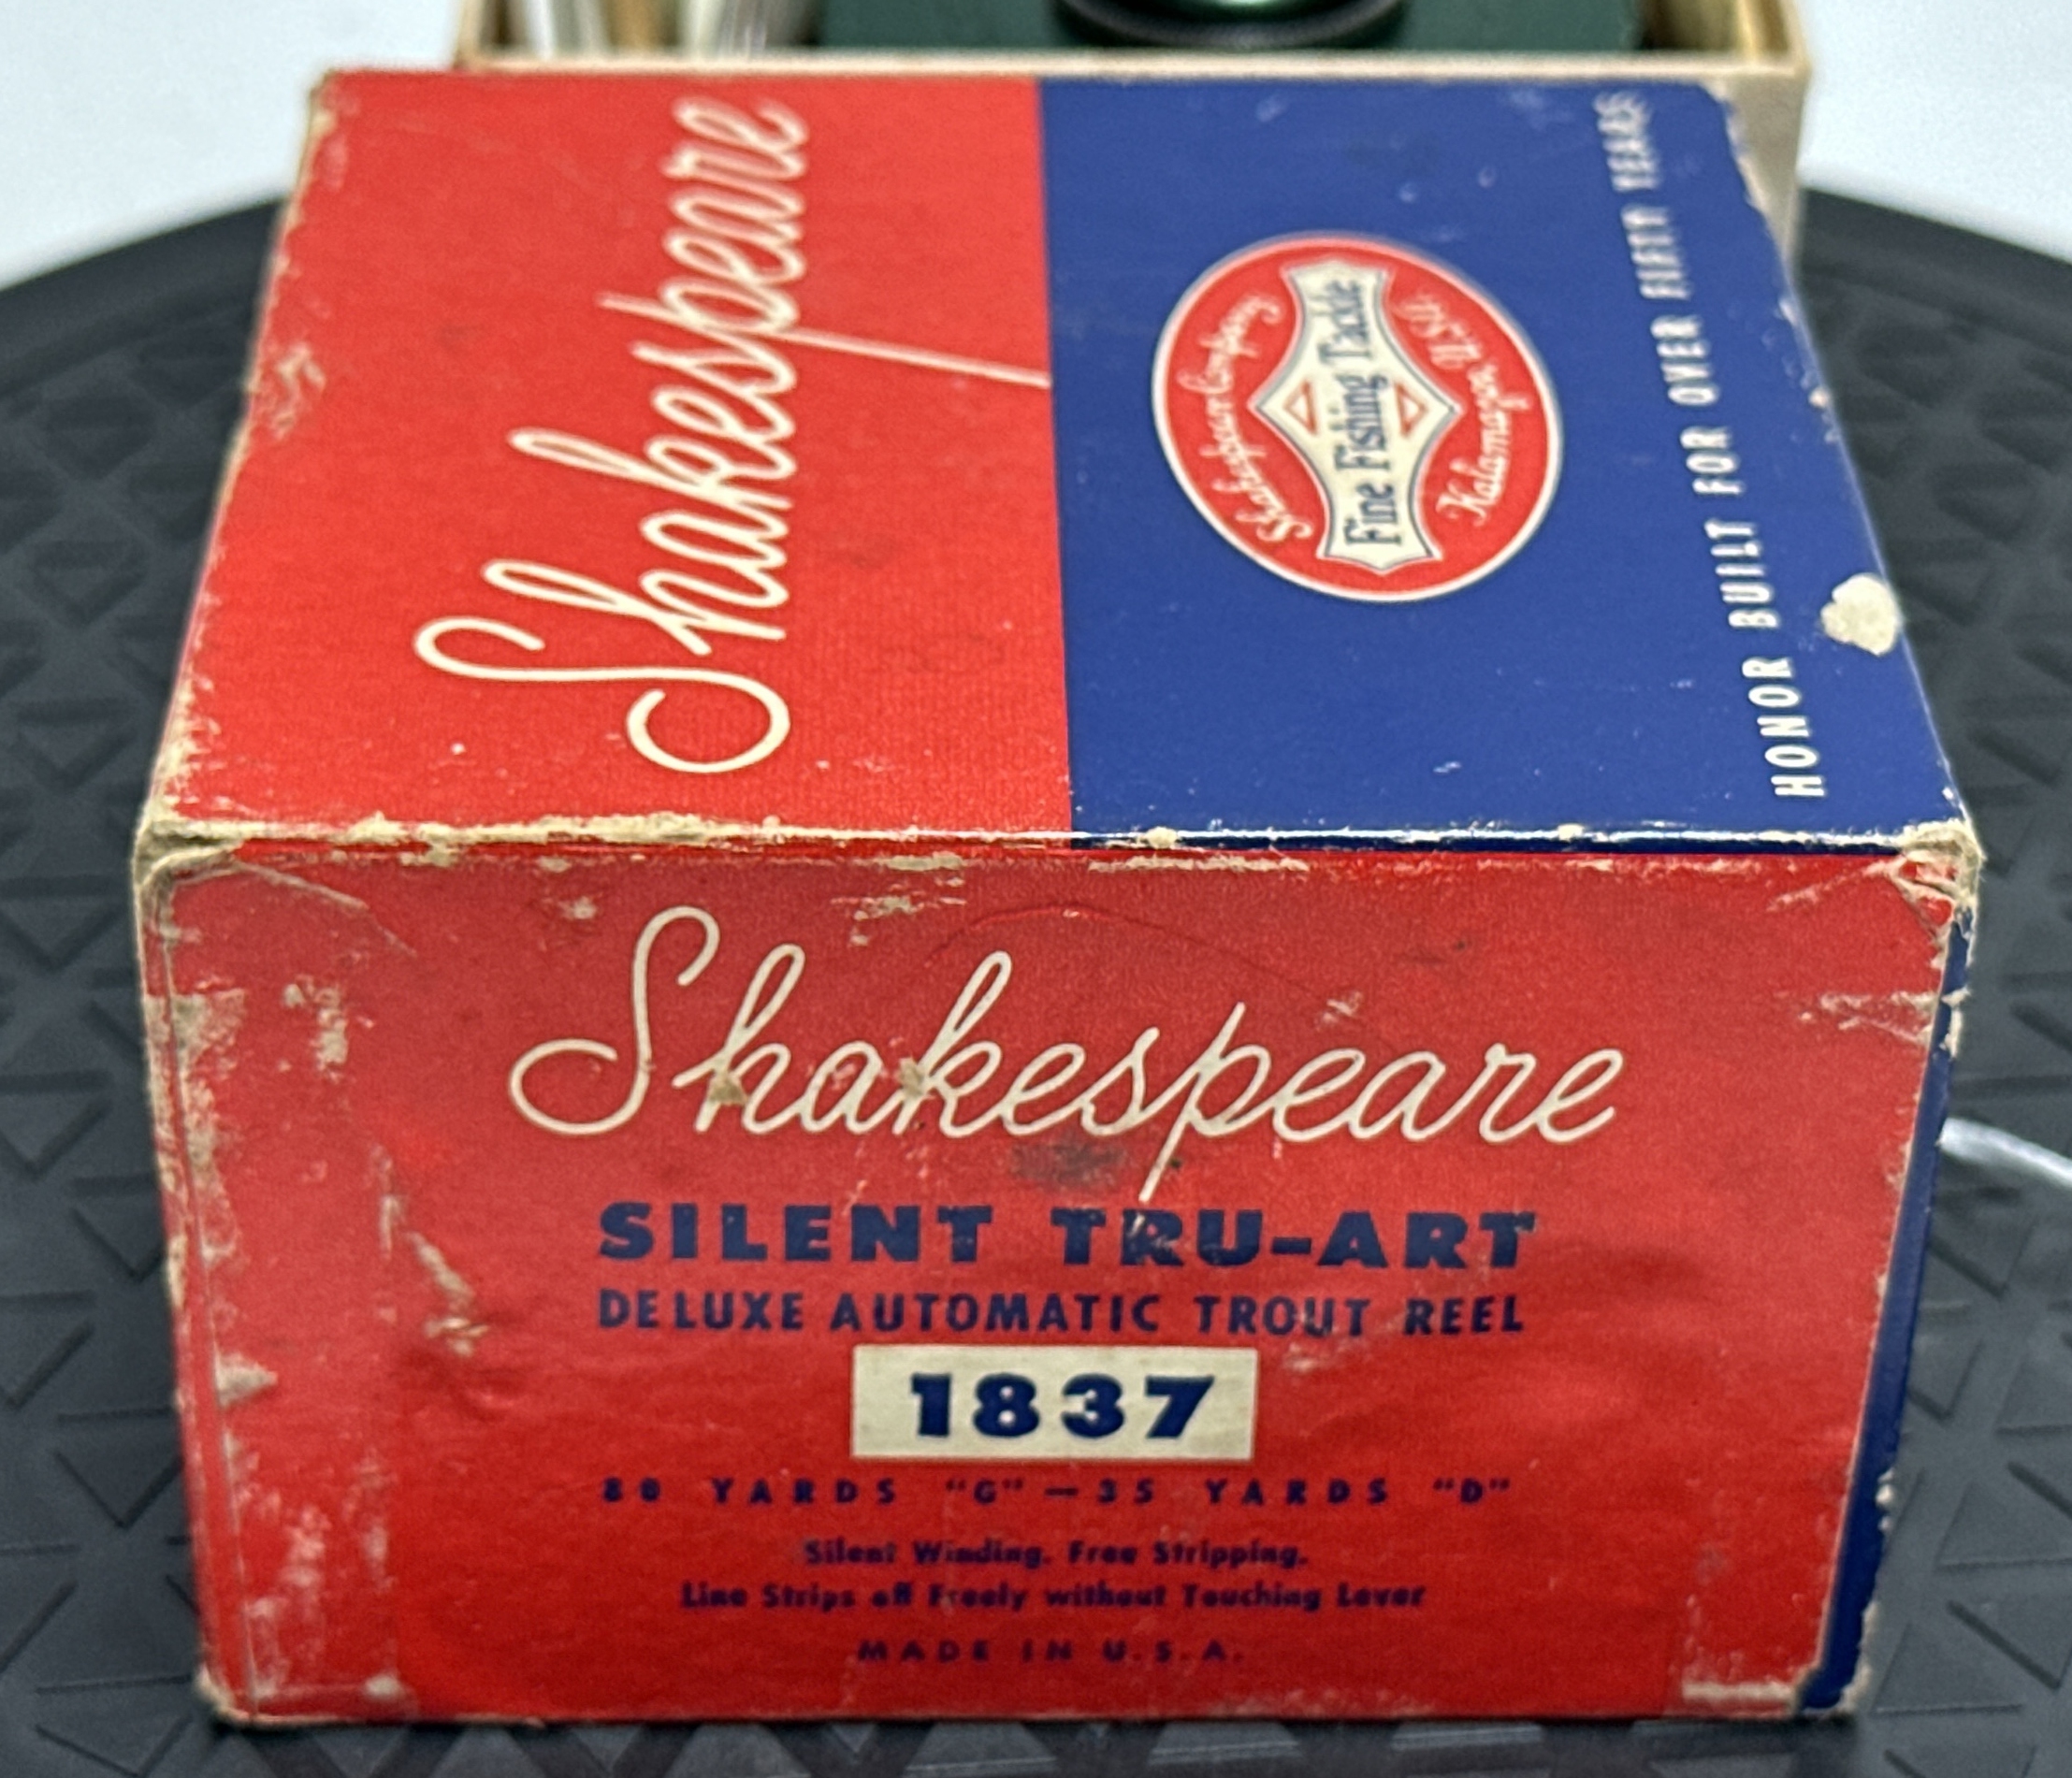 Shakespeare
Shakespeare Company
Fine Fishing Tackle
Kalamazoo U.S.A.
HONOR BUILT FOR OVER FIFTY YEARS
Shakespeare
SILENT TRU-ART
DELUXE AUTOMATIC TROUT REEL
1837
80 YARDS "G"—35 YARDS "D"
Silent Winding. Free Stripping.
Line Strips off Freely without Touching Lever
MADE IN U.S.A.